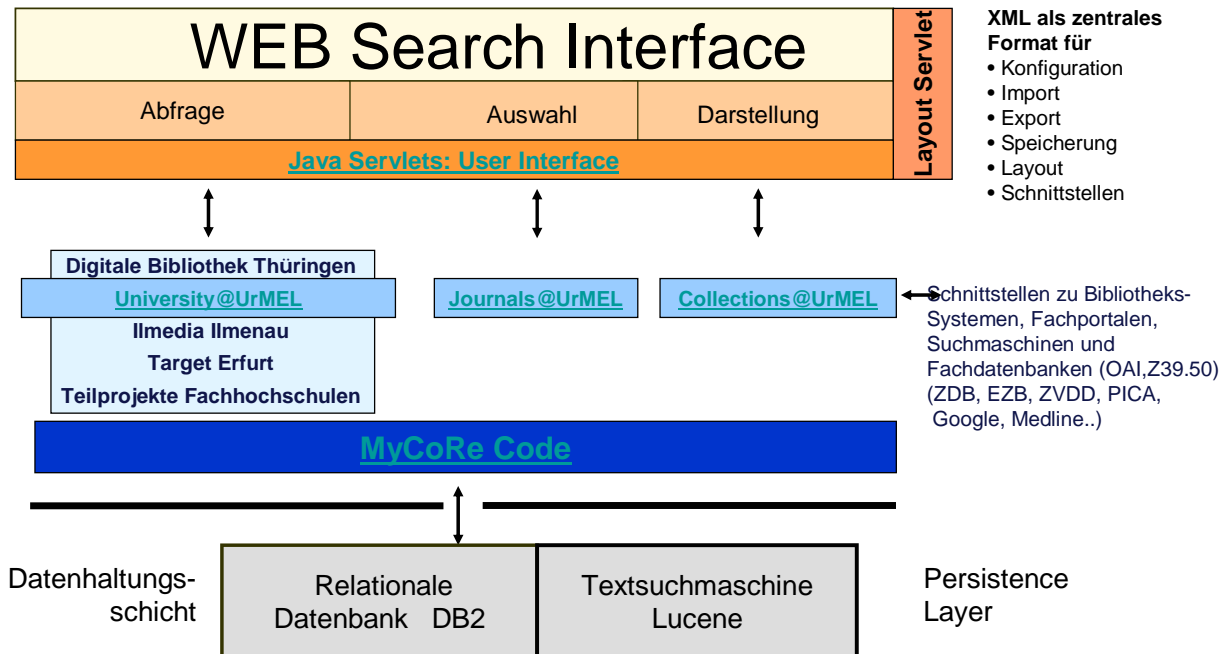 WEB Search Interface
Layout Servlet
Abfrage
Auswahl
Darstellung
Java Servlets: User Interface
XML als zentrales
Format für
• Konfiguration
• Import
• Export
• Speicherung
• Layout
• Schnittstellen
Digitale Bibliothek Thüringen
University@UrMEL
Ilmedia Ilmenau
Target Erfurt
Teilprojekte Fachhochschulen
Journals@UrMEL
Collections@UrMEL
Schnittstellen zu Bibliotheks-
Systemen, Fachportalen,
Suchmaschinen und
Fachdatenbanken (OAI,Z39.50)
(ZDB, EZB, ZVDD, PICA,
Google, Medline..)
MyCoRe Code
Datenhaltungs-
schicht
Relationale
Datenbank DB2
Textsuchmaschine
Lucene
Persistence
Layer